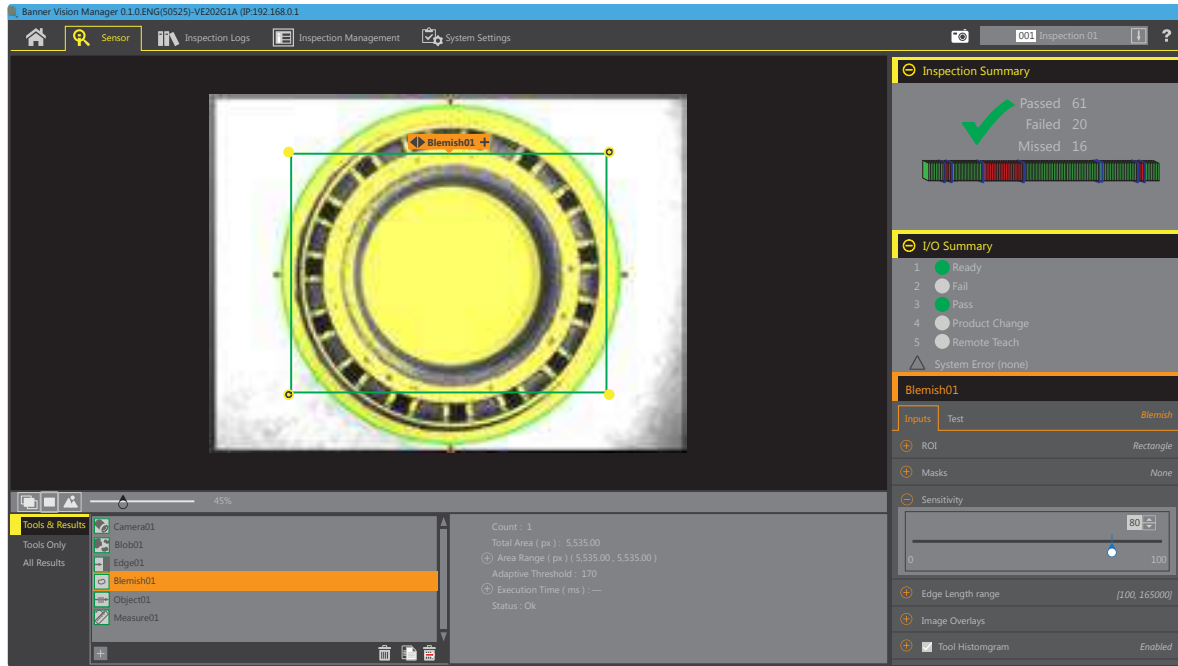 Banner Vision Manager 0.1.0.ENG(50525)-VE202G1A (IP:192.168.0.1
Sensor
Inspection Logs
Inspection Management
System Settings
001 Inspection 01
?
Inspection Summary
Passed 61
Failed 20
Missed 16
Blemish01
I/O Summary
1 Ready
2 Fail
3 Pass
4 Product Change
5 Remote Teach
System Error (none)
Blemish01
Inputs Test Blemish
ROI Rectangle
Masks None
Sensitivity
80
0 100
Edge Length range [100, 165000]
Image Overlays
Tool Histomgram Enabled
45%
Tools & Results
Tools Only
All Results
Camera01
Blob01
Edge01
Blemish01
Object01
Measure01
Count : 1
Total Area ( px ) : 5,535.00
Area Range ( px ) ( 5,535.00 , 5,535.00 )
Adaptive Threshold : 170
Execution Time ( ms ) : —
Status : Ok